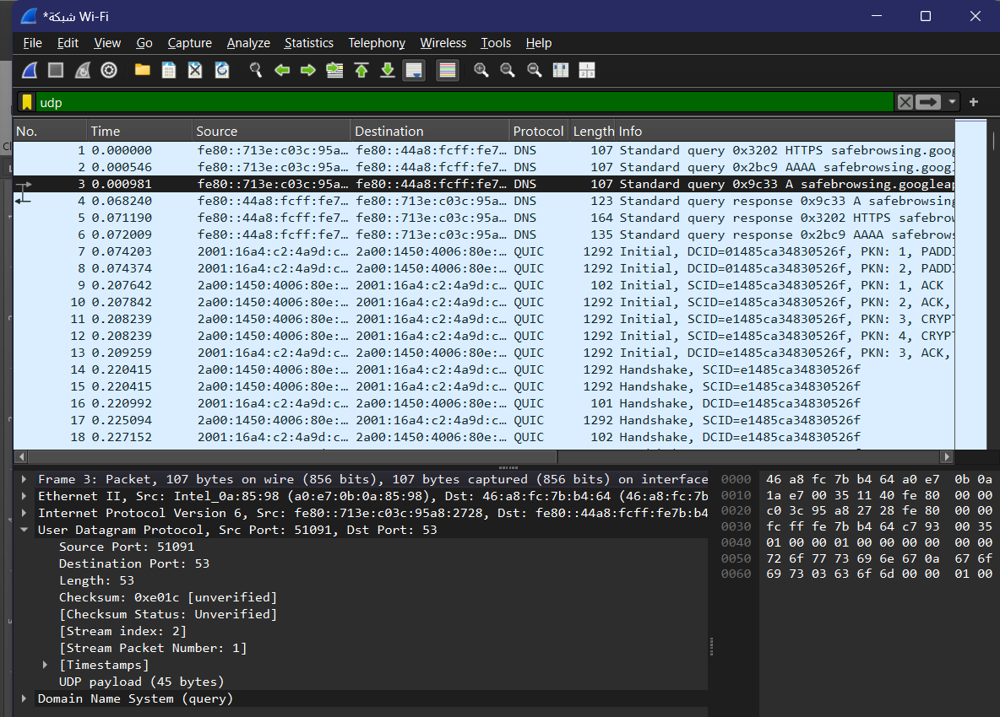 *شبكة Wi-Fi
File Edit View Go Capture Analyze Statistics Telephony Wireless Tools Help
udp
No. Time Source Destination Protocol Length Info
1 0.000000 fe80::713e:c03c:95a… fe80::44a8:fcff:fe7… DNS 107 Standard query 0x3202 HTTPS safebrowsing.goog
2 0.000546 fe80::713e:c03c:95a… fe80::44a8:fcff:fe7… DNS 107 Standard query 0x2bc9 AAAA safebrowsing.googl
3 0.000981 fe80::713e:c03c:95a… fe80::44a8:fcff:fe7… DNS 107 Standard query 0x9c33 A safebrowsing.googleap
4 0.068240 fe80::44a8:fcff:fe7… fe80::713e:c03c:95a… DNS 123 Standard query response 0x9c33 A safebrowsing
5 0.071190 fe80::44a8:fcff:fe7… fe80::713e:c03c:95a… DNS 164 Standard query response 0x3202 HTTPS safebrow
6 0.072009 fe80::44a8:fcff:fe7… fe80::713e:c03c:95a… DNS 135 Standard query response 0x2bc9 AAAA safebrows
7 0.074203 2001:16a4:c2:4a9d:c… 2a00:1450:4006:80e:… QUIC 1292 Initial, DCID=01485ca34830526f, PKN: 1, PADDI
8 0.074374 2001:16a4:c2:4a9d:c… 2a00:1450:4006:80e:… QUIC 1292 Initial, DCID=01485ca34830526f, PKN: 2, PADDI
9 0.207642 2a00:1450:4006:80e:… 2001:16a4:c2:4a9d:c… QUIC 102 Initial, SCID=e1485ca34830526f, PKN: 1, ACK
10 0.207842 2a00:1450:4006:80e:… 2001:16a4:c2:4a9d:c… QUIC 1292 Initial, SCID=e1485ca34830526f, PKN: 2, ACK,
11 0.208239 2a00:1450:4006:80e:… 2001:16a4:c2:4a9d:c… QUIC 1292 Initial, SCID=e1485ca34830526f, PKN: 3, CRYPT
12 0.208239 2a00:1450:4006:80e:… 2001:16a4:c2:4a9d:c… QUIC 1292 Initial, SCID=e1485ca34830526f, PKN: 4, CRYPT
13 0.209259 2001:16a4:c2:4a9d:c… 2a00:1450:4006:80e:… QUIC 1292 Initial, DCID=e1485ca34830526f, PKN: 3, ACK,
14 0.220415 2a00:1450:4006:80e:… 2001:16a4:c2:4a9d:c… QUIC 1292 Handshake, SCID=e1485ca34830526f
15 0.220415 2a00:1450:4006:80e:… 2001:16a4:c2:4a9d:c… QUIC 1292 Handshake, SCID=e1485ca34830526f
16 0.220992 2001:16a4:c2:4a9d:c… 2a00:1450:4006:80e:… QUIC 101 Handshake, DCID=e1485ca34830526f
17 0.225094 2a00:1450:4006:80e:… 2001:16a4:c2:4a9d:c… QUIC 1292 Handshake, SCID=e1485ca34830526f
18 0.227152 2001:16a4:c2:4a9d:c… 2a00:1450:4006:80e:… QUIC 102 Handshake, DCID=e1485ca34830526f
Frame 3: Packet, 107 bytes on wire (856 bits), 107 bytes captured (856 bits) on interface
Ethernet II, Src: Intel_0a:85:98 (a0:e7:0b:0a:85:98), Dst: 46:a8:fc:7b:b4:64 (46:a8:fc:7b
Internet Protocol Version 6, Src: fe80::713e:c03c:95a8:2728, Dst: fe80::44a8:fcff:fe7b:b4
User Datagram Protocol, Src Port: 51091, Dst Port: 53
Source Port: 51091
Destination Port: 53
Length: 53
Checksum: 0xe01c [unverified]
[Checksum Status: Unverified]
[Stream index: 2]
[Stream Packet Number: 1]
[Timestamps]
UDP payload (45 bytes)
Domain Name System (query)
0000 46 a8 fc 7b b4 64 a0 e7 0b 0a
0010 1a e7 00 35 11 40 fe 80 00 00
0020 c0 3c 95 a8 27 28 fe 80 00 00
0030 fc ff fe 7b b4 64 c7 93 00 35
0040 01 00 00 01 00 00 00 00 00 00
0050 72 6f 77 73 69 6e 67 0a 67 6f
0060 69 73 03 63 6f 6d 00 00 01 00